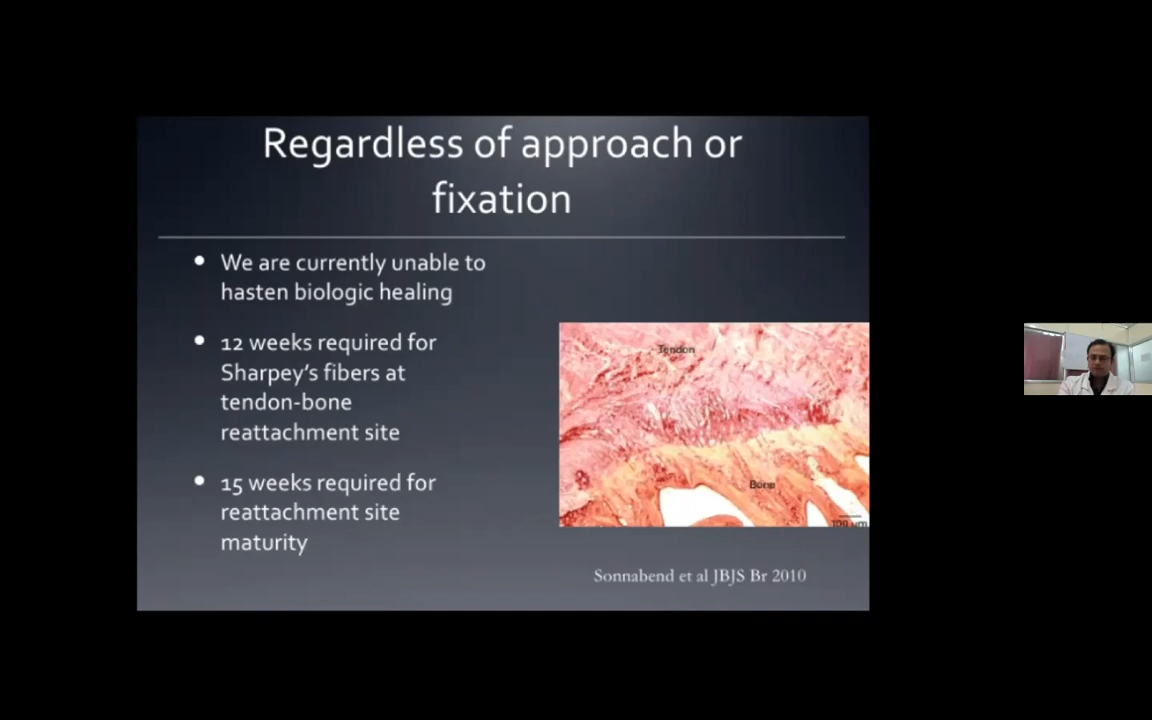 Regardless of approach or
fixation
• We are currently unable to
hasten biologic healing
• 12 weeks required for
Sharpey's fibers at
tendon-bone
reattachment site
• 15 weeks required for
reattachment site
maturity
Tendon
Bone
100 μm
Sonnabend et al JBJS Br 2010